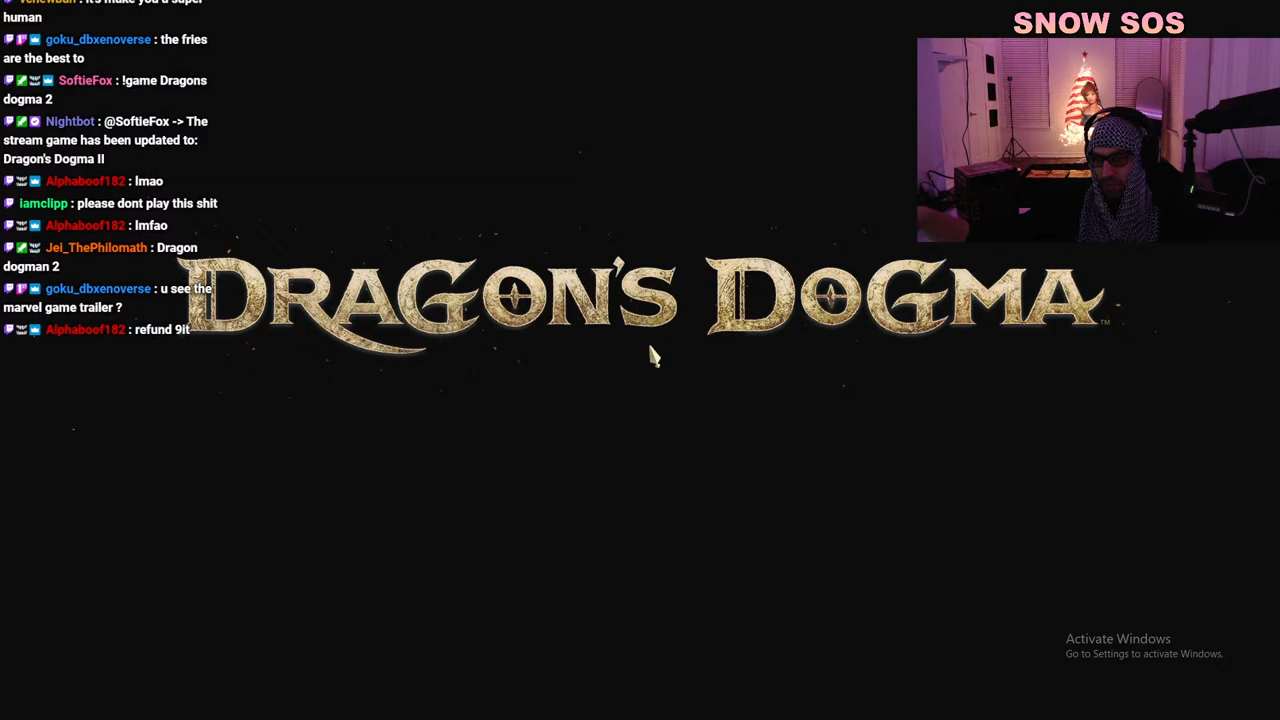 human
goku_dbxenoverse : the fries
are the best to
SoftieFox : !game Dragons
dogma 2
Nightbot : @SoftieFox -> The
stream game has been updated to:
Dragon's Dogma II
Alphaboof182 : lmao
iamclipp : please dont play this shit
Alphaboof182 : lmfao
Jei_ThePhilomath : Dragon
dogman 2
goku_dbxenoverse : u see the
marvel game trailer ?
Alphaboof182 : refund 9it
SNOW SOS
DRAGON'S DOGMA™
Activate Windows
Go to Settings to activate Windows.